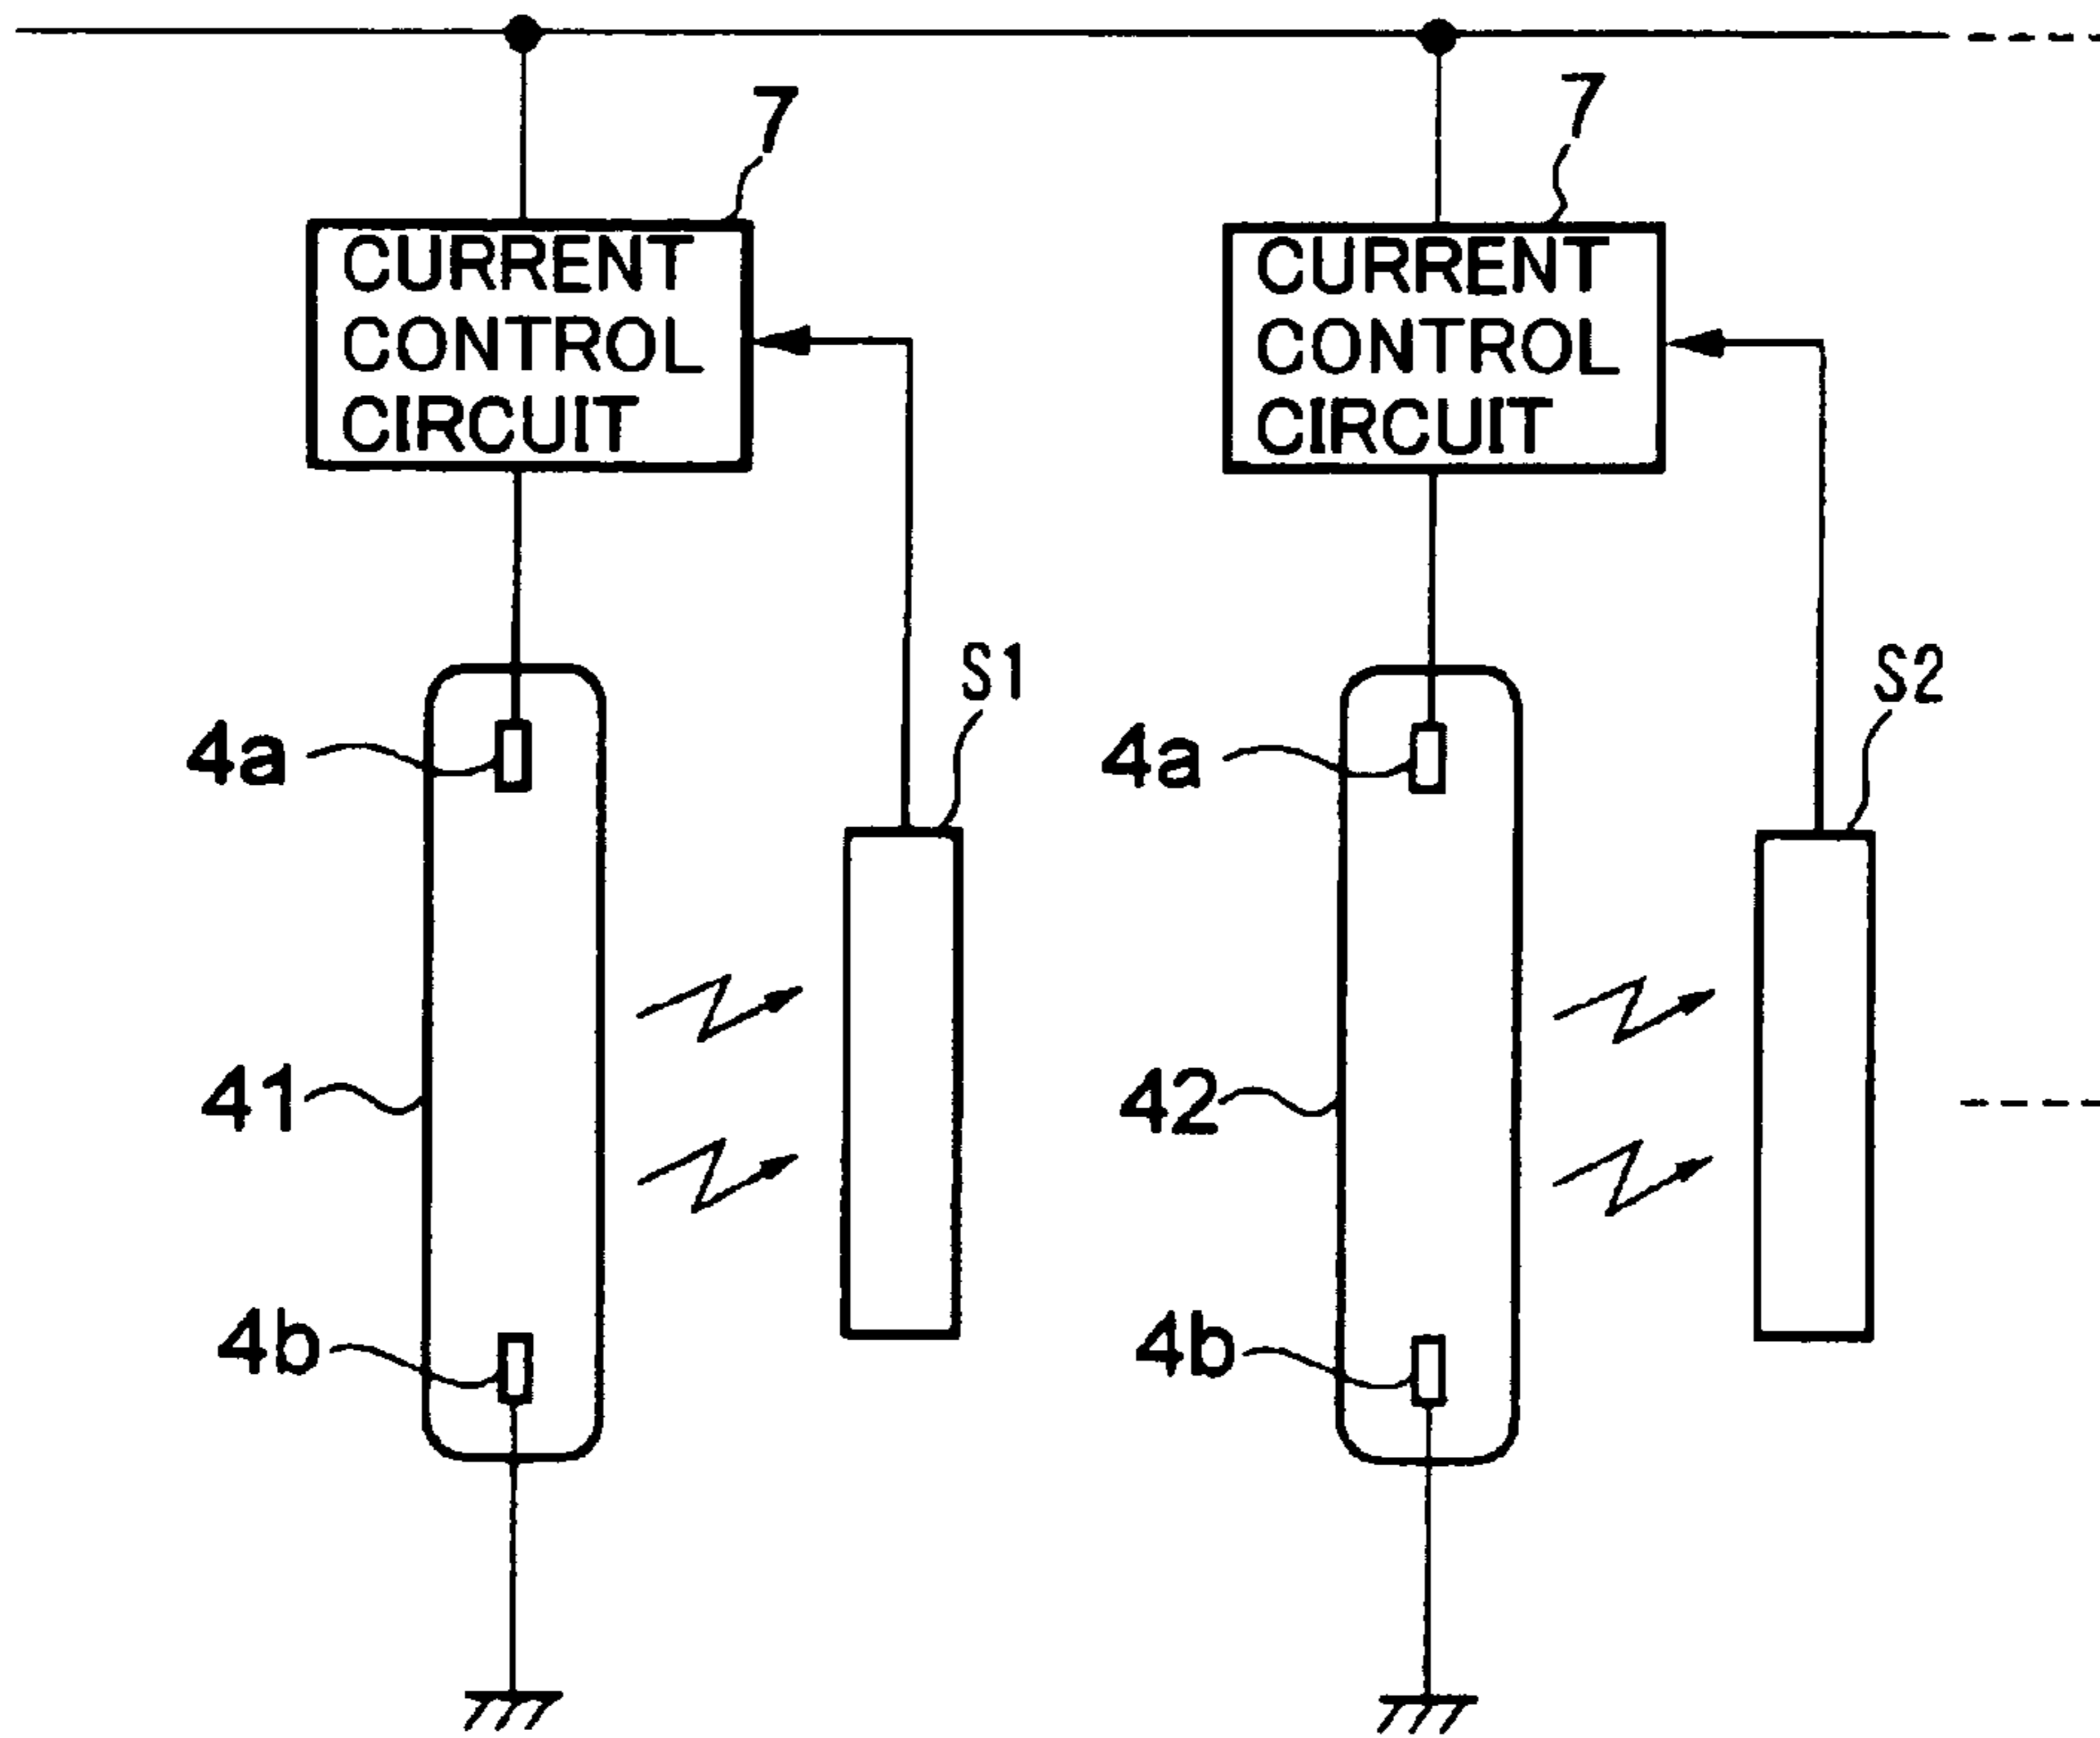 7
7
CURRENT
CONTROL
CIRCUIT
CURRENT
CONTROL
CIRCUIT
S1
S2
4a
4a
41
42
4b
4b